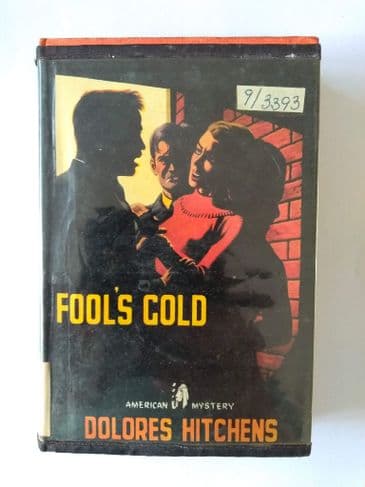 9/3393
FOOL'S GOLD
AMERICAN MYSTERY
DOLORES HITCHENS